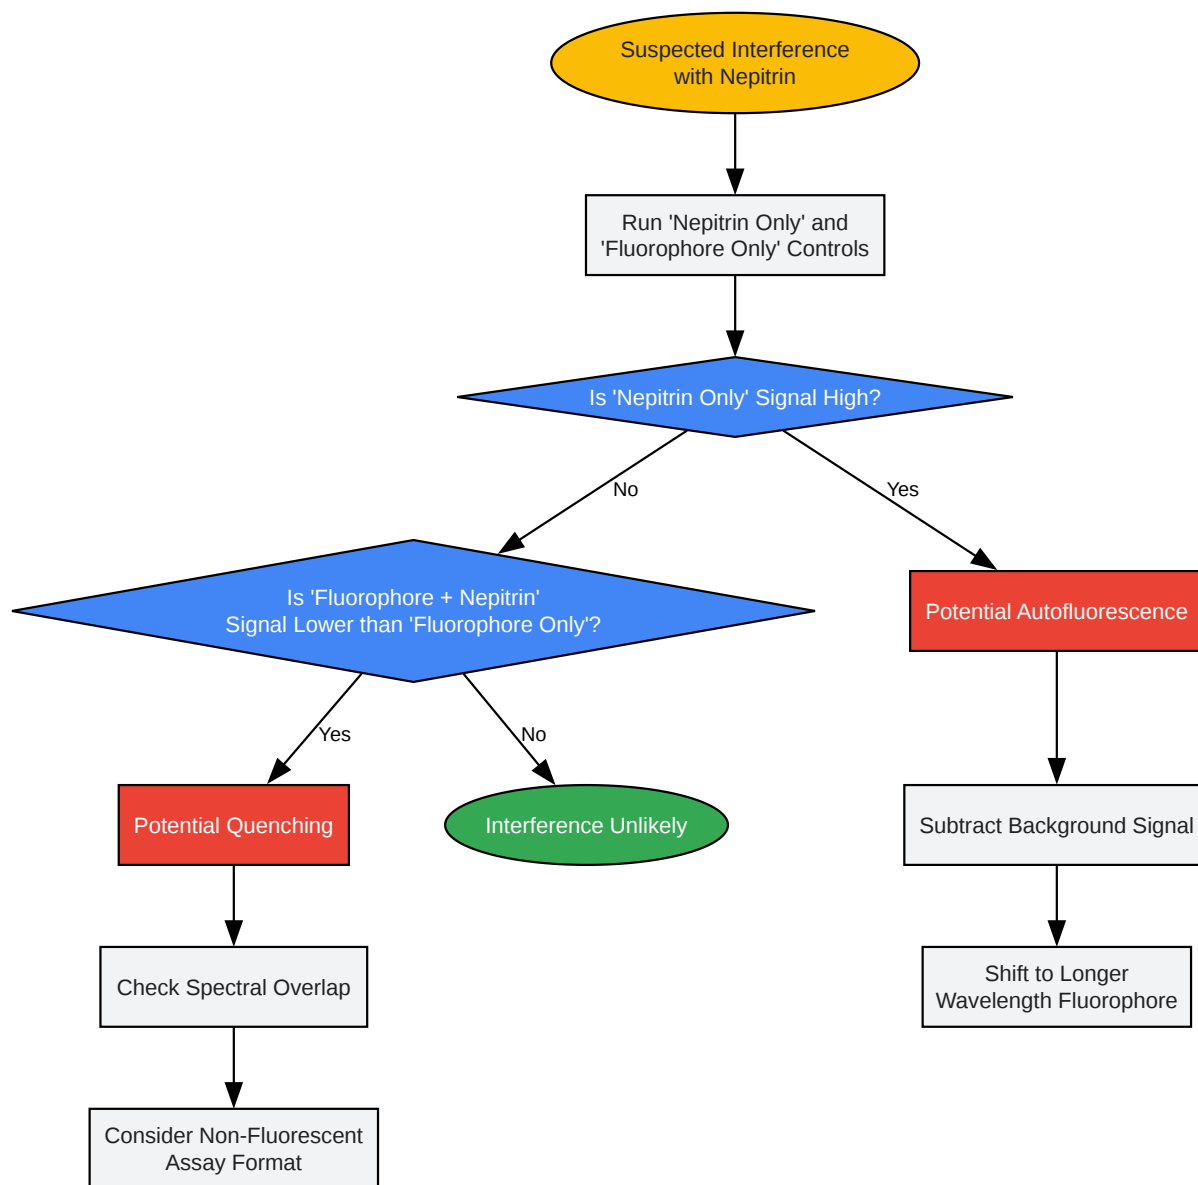 Suspected Interference
with Nepitrin
Run 'Nepitrin Only' and
'Fluorophore Only' Controls
Is 'Nepitrin Only' Signal High?
No
Yes
Is 'Fluorophore + Nepitrin'
Signal Lower than 'Fluorophore Only'?
Potential Autofluorescence
Yes
No
Potential Quenching
Interference Unlikely
Subtract Background Signal
Check Spectral Overlap
Shift to Longer
Wavelength Fluorophore
Consider Non-Fluorescent
Assay Format